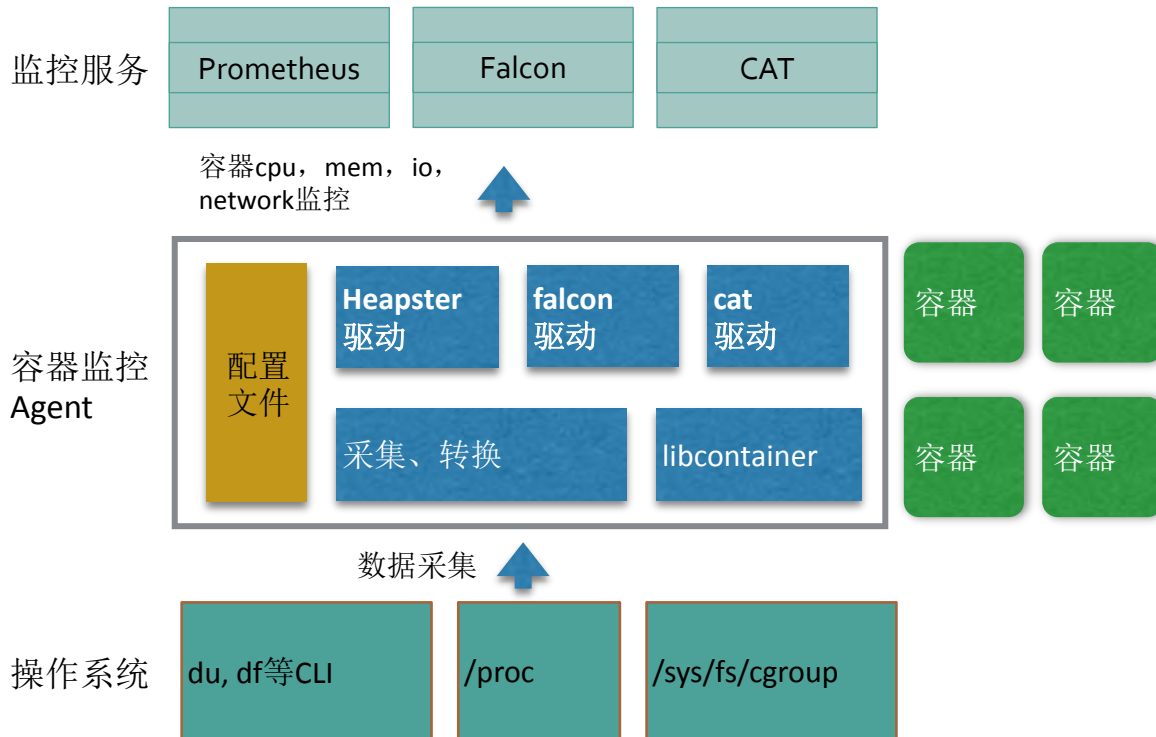 监控服务
Prometheus
Falcon
CAT
容器cpu，mem，io，
network监控
容器监控
Agent
配置
文件
Heapster
驱动
falcon
驱动
cat
驱动
采集、转换
libcontainer
容器
容器
容器
容器
数据采集
操作系统
du, df等CLI
/proc
/sys/fs/cgroup